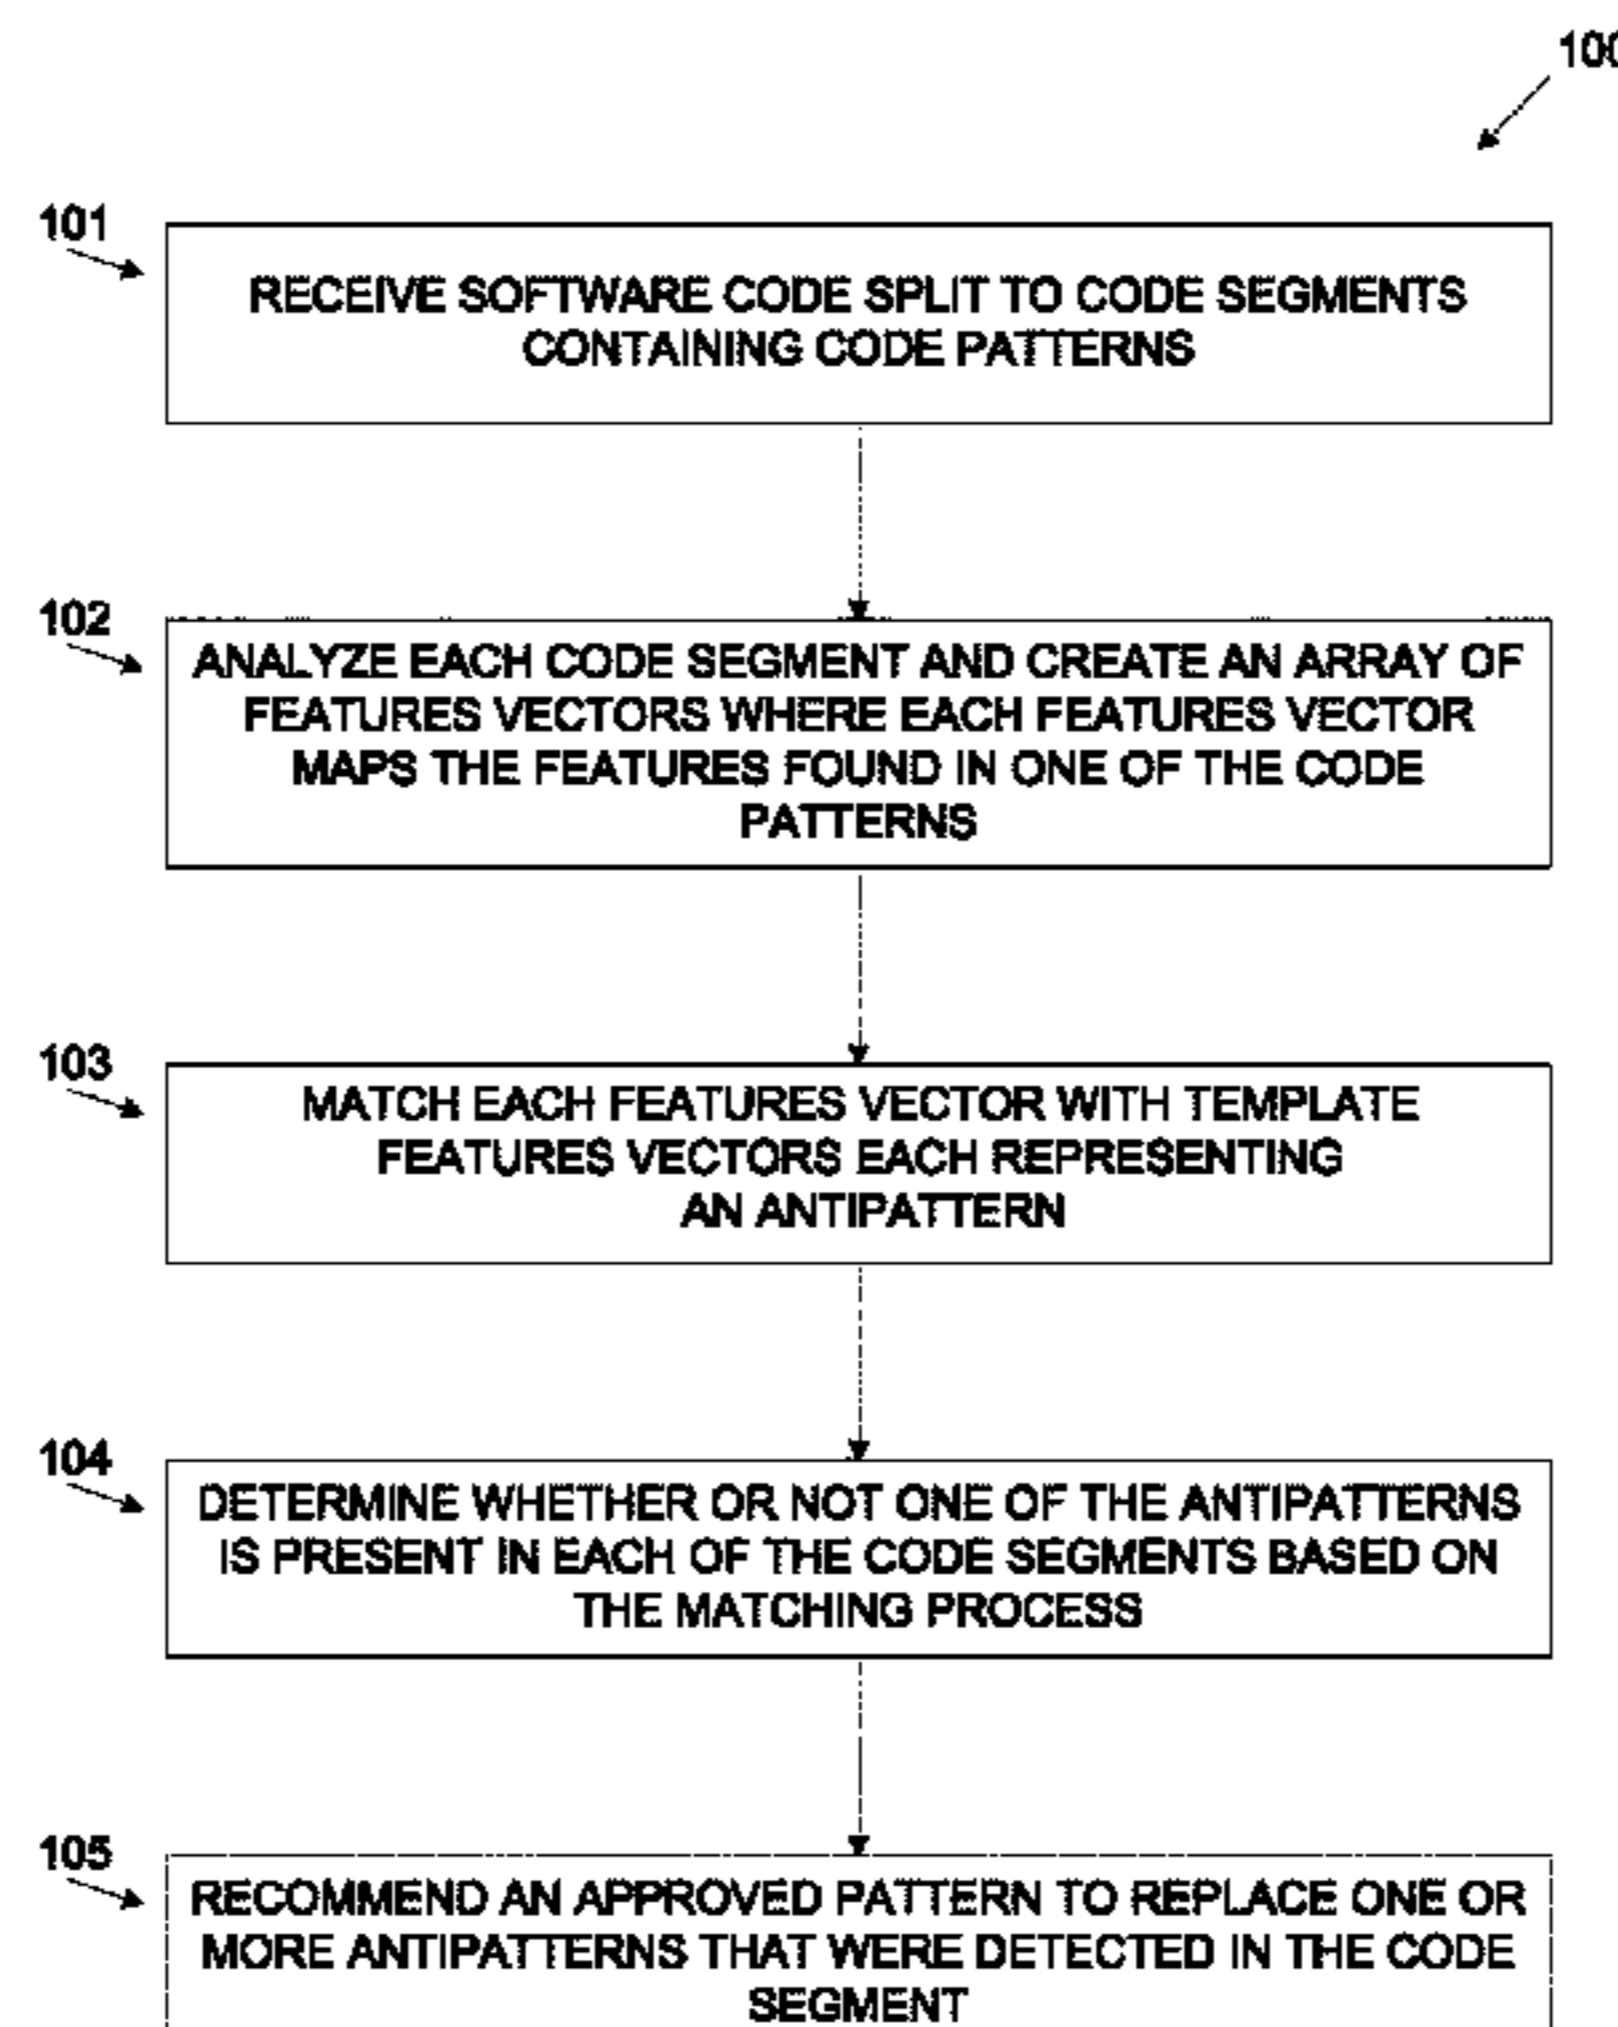 100
101
RECEIVE SOFTWARE CODE SPLIT TO CODE SEGMENTS
CONTAINING CODE PATTERNS
102
ANALYZE EACH CODE SEGMENT AND CREATE AN ARRAY OF
FEATURES VECTORS WHERE EACH FEATURES VECTOR
MAPS THE FEATURES FOUND IN ONE OF THE CODE
PATTERNS
103
MATCH EACH FEATURES VECTOR WITH TEMPLATE
FEATURES VECTORS EACH REPRESENTING
AN ANTIPATTERN
104
DETERMINE WHETHER OR NOT ONE OF THE ANTIPATTERNS
IS PRESENT IN EACH OF THE CODE SEGMENTS BASED ON
THE MATCHING PROCESS
105
RECOMMEND AN APPROVED PATTERN TO REPLACE ONE OR
MORE ANTIPATTERNS THAT WERE DETECTED IN THE CODE
SEGMENT